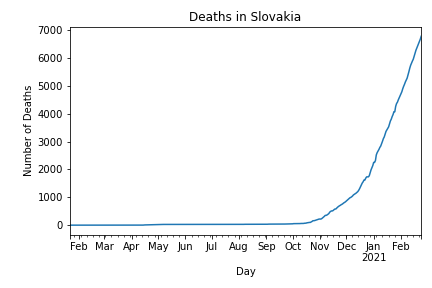 Deaths in Slovakia
Number of Deaths
7000
6000
5000
4000
3000
2000
1000
0
Feb Mar Apr May Jun Jul Aug Sep Oct Nov Dec Jan Feb
2021
Day